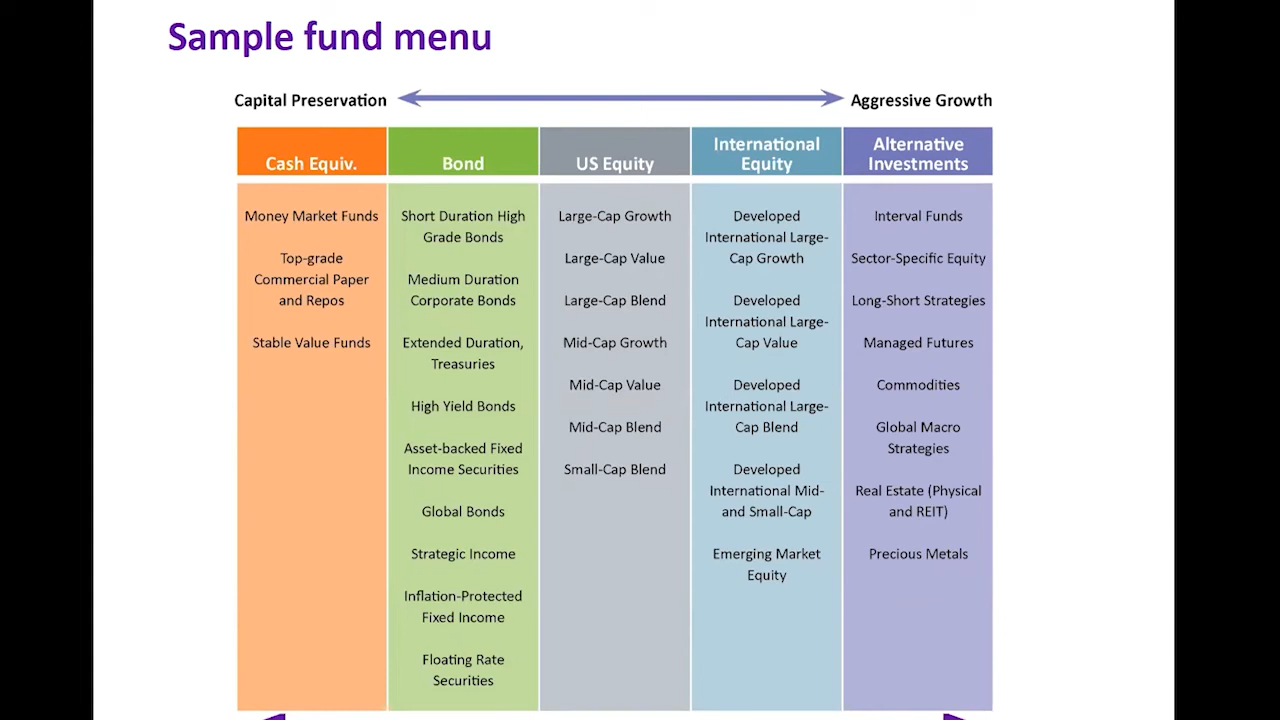 Sample fund menu
Capital Preservation
Aggressive Growth
Cash Equiv.
Bond
US Equity
International
Equity
Alternative
Investments
Money Market Funds
Top-grade
Commercial Paper
and Repos
Stable Value Funds
Short Duration High
Grade Bonds
Medium Duration
Corporate Bonds
Extended Duration,
Treasuries
High Yield Bonds
Asset-backed Fixed
Income Securities
Global Bonds
Strategic Income
Inflation-Protected
Fixed Income
Floating Rate
Securities
Large-Cap Growth
Large-Cap Value
Large-Cap Blend
Mid-Cap Growth
Mid-Cap Value
Mid-Cap Blend
Small-Cap Blend
Developed
International Large-
Cap Growth
Developed
International Large-
Cap Value
Developed
International Large-
Cap Blend
Developed
International Mid-
and Small-Cap
Emerging Market
Equity
Interval Funds
Sector-Specific Equity
Long-Short Strategies
Managed Futures
Commodities
Global Macro
Strategies
Real Estate (Physical
and REIT)
Precious Metals